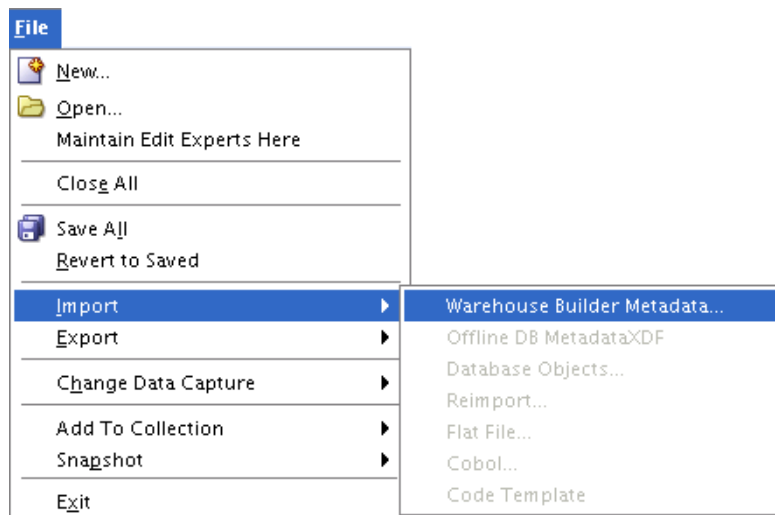 File
New...
Open...
Maintain Edit Experts Here
Close All
Save All
Revert to Saved
Import
Export
Change Data Capture
Add To Collection
Snapshot
Exit
Warehouse Builder Metadata...
Offline DB MetadataXDF
Database Objects...
Reimport...
Flat File...
Cobol...
Code Template